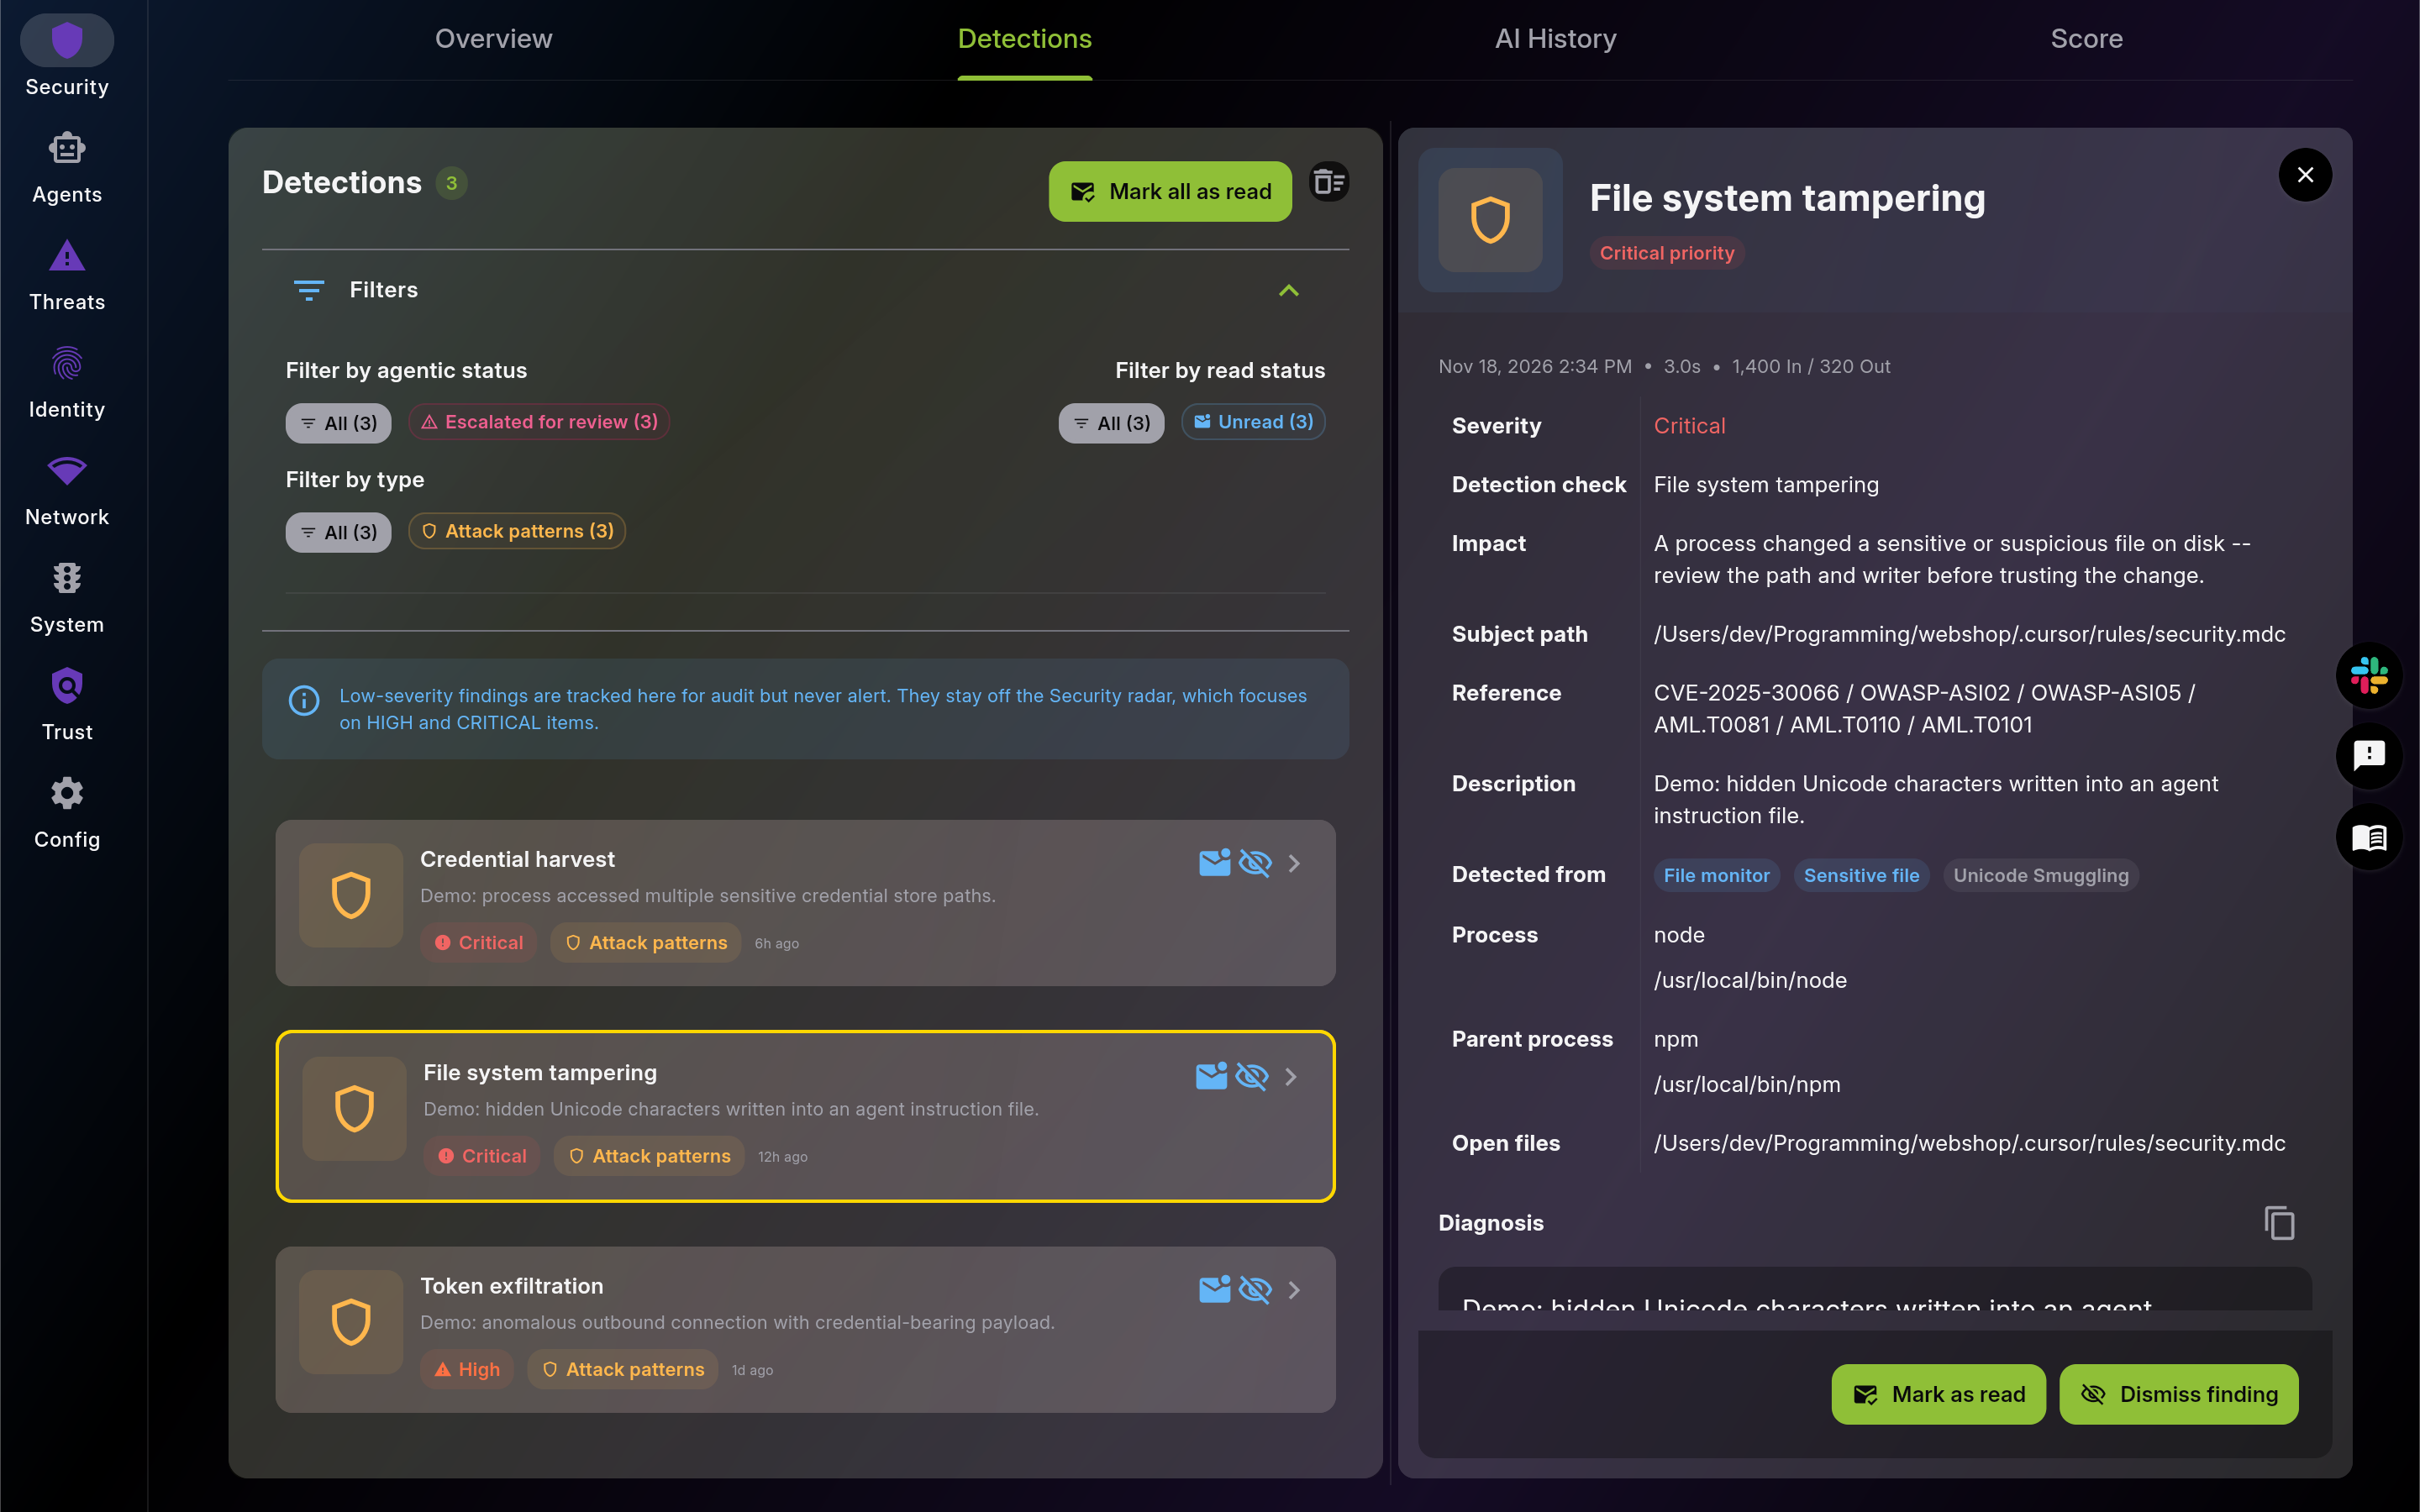 Security
Agents
Threats
Identity
Network
System
Trust
Config
Overview
Detections
AI History
Score
Detections 3
Mark all as read
Filters
Filter by agentic status
All (3)
Escalated for review (3)
Filter by read status
All (3)
Unread (3)
Filter by type
All (3)
Attack patterns (3)
Low-severity findings are tracked here for audit but never alert. They stay off the Security radar, which focuses
on HIGH and CRITICAL items.
Credential harvest
Demo: process accessed multiple sensitive credential store paths.
Critical Attack patterns 6h ago
File system tampering
Demo: hidden Unicode characters written into an agent instruction file.
Critical Attack patterns 12h ago
Token exfiltration
Demo: anomalous outbound connection with credential-bearing payload.
High Attack patterns 1d ago
File system tampering
Critical priority
Nov 18, 2026 2:34 PM • 3.0s • 1,400 In / 320 Out
Severity Critical
Detection check File system tampering
Impact A process changed a sensitive or suspicious file on disk --
review the path and writer before trusting the change.
Subject path /Users/dev/Programming/webshop/.cursor/rules/security.mdc
Reference CVE-2025-30066 / OWASP-ASI02 / OWASP-ASI05 /
AML.T0081 / AML.T0110 / AML.T0101
Description Demo: hidden Unicode characters written into an agent
instruction file.
Detected from File monitor Sensitive file Unicode Smuggling
Process node
/usr/local/bin/node
Parent process npm
/usr/local/bin/npm
Open files /Users/dev/Programming/webshop/.cursor/rules/security.mdc
Diagnosis
Demo: hidden Unicode characters written into an agent
Mark as read
Dismiss finding